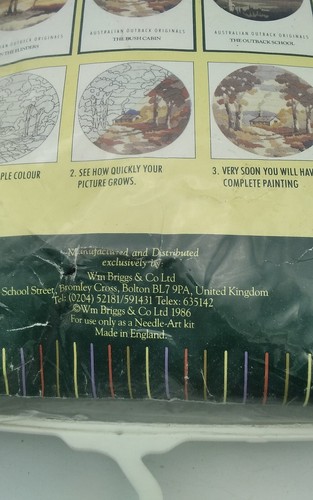 AUSTRALIAN OUTBACK ORIGINALS
THE BUSH CABIN
AUSTRALIAN OUTBACK ORIGINALS
THE OUTBACK SCHOOL
OUTBACK ORIGINALS
PLE COLOUR
2. SEE HOW QUICKLY YOUR
PICTURE GROWS.
3. VERY SOON YOU WILL HAV
COMPLETE PAINTING
Manufactured and Distributed
exclusively by:
Wm Briggs & Co Ltd
School Street, Bromley Cross, Bolton BL7 9PA, United Kingdom
Tel: (0204) 52181/591431 Telex: 635142
©Wm Briggs & Co Ltd 1986
For use only as a Needle-Art kit
Made in England.